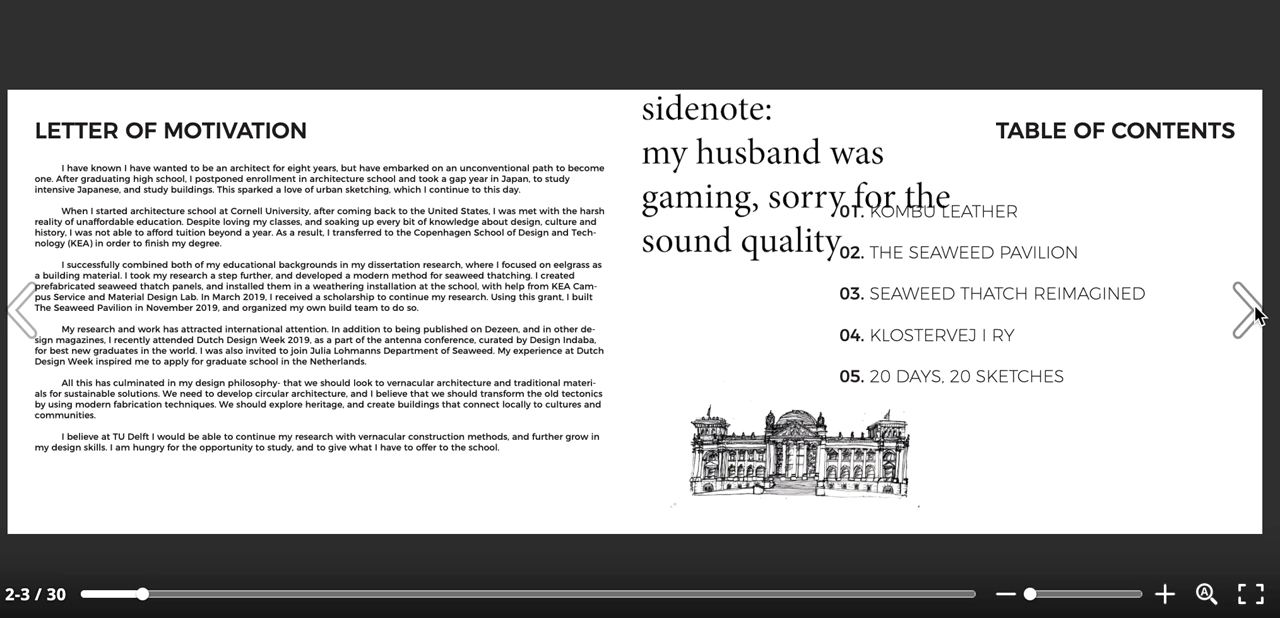 LETTER OF MOTIVATION
I have known I have wanted to be an architect for eight years, but have embarked on an unconventional path to become
one. After graduating high school, I postponed enrollment in architecture school and took a gap year in Japan, to study
intensive Japanese, and study buildings. This sparked a love of urban sketching, which I continue to this day.
When I started architecture school at Cornell University, after coming back to the United States, I was met with the harsh
reality of unaffordable education. Despite loving my classes, and soaking up every bit of knowledge about design, culture and
history, I was not able to afford tuition beyond a year. As a result, I transferred to the Copenhagen School of Design and Tech-
nology (KEA) in order to finish my degree.
I successfully combined both of my educational backgrounds in my dissertation research, where I focused on eelgrass as
a building material. I took my research a step further, and developed a modern method for seaweed thatching. I created
prefabricated seaweed thatch panels, and installed them in a weathering installation at the school, with help from KEA Cam-
pus Service and Material Design Lab. In March 2019, I received a scholarship to continue my research. Using this grant, I built
The Seaweed Pavilion in November 2019, and organized my own build team to do so.
My research and work has attracted international attention. In addition to being published on Dezeen, and in other de-
sign magazines, I recently attended Dutch Design Week 2019, as a part of the antenna conference, curated by Design Indaba,
for best new graduates in the world. I was also invited to join Julia Lohmanns Department of Seaweed. My experience at Dutch
Design Week inspired me to apply for graduate school in the Netherlands.
All this has culminated in my design philosophy- that we should look to vernacular architecture and traditional materi-
als for sustainable solutions. We need to develop circular architecture, and I believe that we should transform the old tectonics
by using modern fabrication techniques. We should explore heritage, and create buildings that connect locally to cultures and
communities.
I believe at TU Delft I would be able to continue my research with vernacular construction methods, and further grow in
my design skills. I am hungry for the opportunity to study, and to give what I have to offer to the school.
sidenote:
my husband was
gaming, sorry for the
sound quality
TABLE OF CONTENTS
01. KOMBU LEATHER
02. THE SEAWEED PAVILION
03. SEAWEED THATCH REIMAGINED
04. KLOSTERVEJ I RY
05. 20 DAYS, 20 SKETCHES
2-3 / 30
A